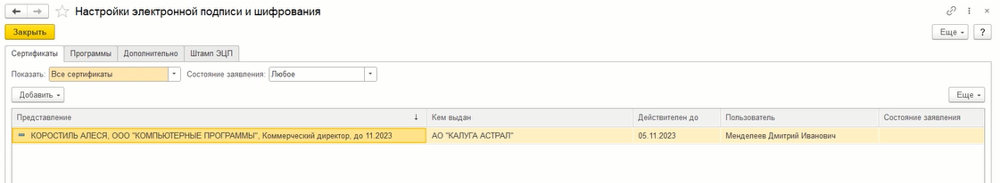 Настройки электронной подписи и шифрования
Закрыть
Еще
?
Сертификаты Программы Дополнительно Штамп ЭЦП
Показать: Все сертификаты Состояние заявления: Любое
Добавить Еще
Представление ↓ Кем выдан Действителен до Пользователь Состояние заявления
КОРОСТИЛЬ АЛЕСЯ, ООО "КОМПЬЮТЕРНЫЕ ПРОГРАММЫ", Коммерческий директор, до 11.2023 АО "КАЛУГА АСТРАЛ" 05.11.2023 Менделеев Дмитрий Иванович